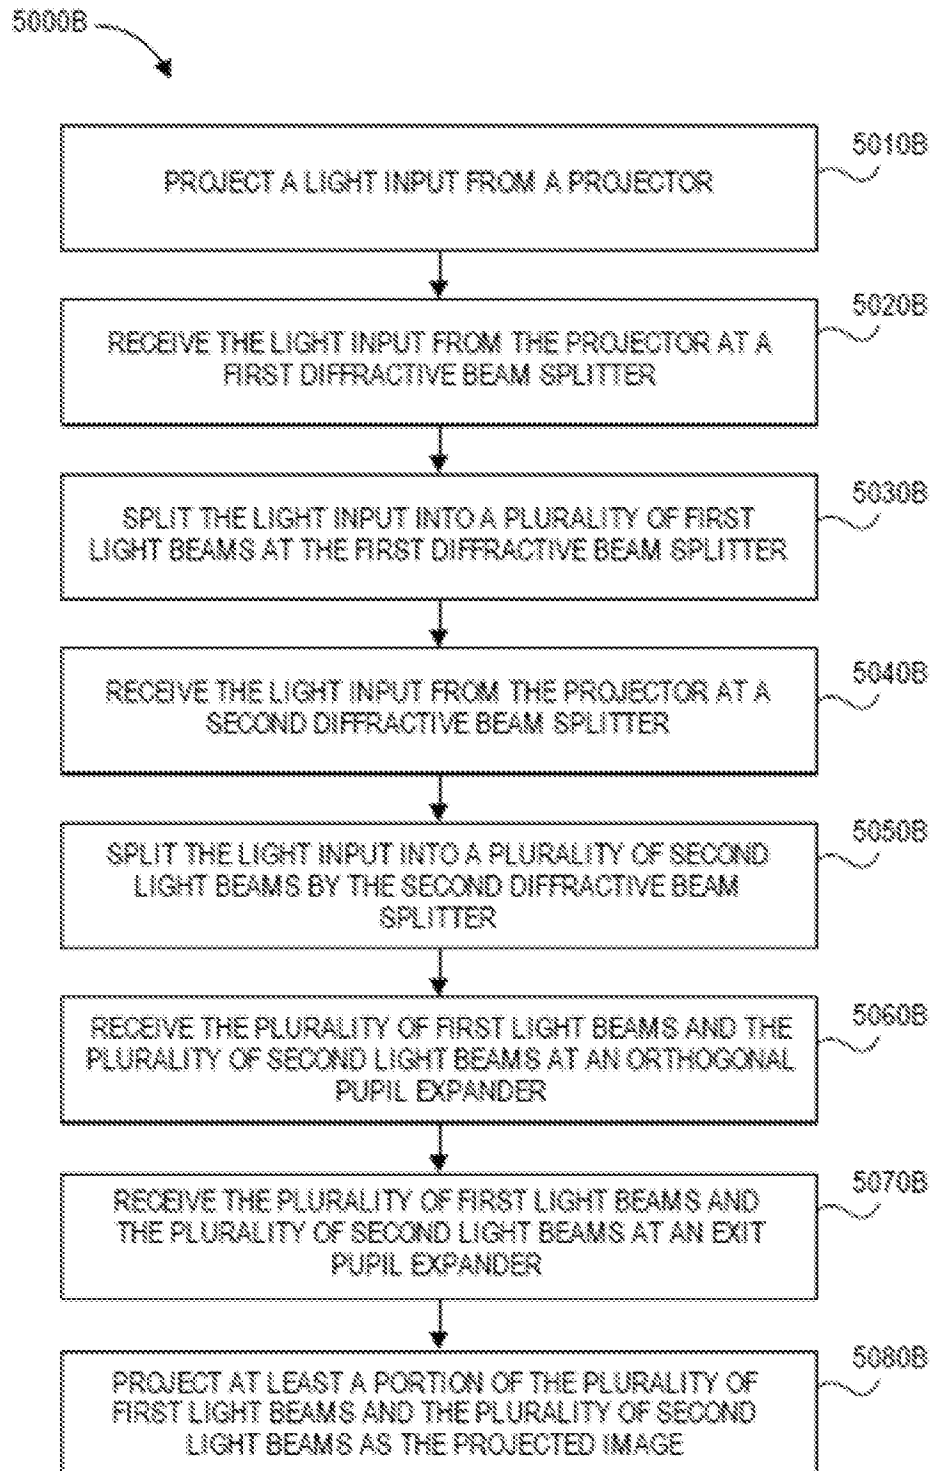 5000B
PROJECT A LIGHT INPUT FROM A PROJECTOR
5010B
RECEIVE THE LIGHT INPUT FROM THE PROJECTOR AT A
FIRST DIFFRACTIVE BEAM SPLITTER
5020B
SPLIT THE LIGHT INPUT INTO A PLURALITY OF FIRST
LIGHT BEAMS AT THE FIRST DIFFRACTIVE BEAM SPLITTER
5030B
RECEIVE THE LIGHT INPUT FROM THE PROJECTOR AT A
SECOND DIFFRACTIVE BEAM SPLITTER
5040B
SPLIT THE LIGHT INPUT INTO A PLURALITY OF SECOND
LIGHT BEAMS BY THE SECOND DIFFRACTIVE BEAM
SPLITTER
5050B
RECEIVE THE PLURALITY OF FIRST LIGHT BEAMS AND THE
PLURALITY OF SECOND LIGHT BEAMS AT AN ORTHOGONAL
PUPIL EXPANDER
5060B
RECEIVE THE PLURALITY OF FIRST LIGHT BEAMS AND
THE PLURALITY OF SECOND LIGHT BEAMS AT AN EXIT
PUPIL EXPANDER
5070B
PROJECT AT LEAST A PORTION OF THE PLURALITY OF
FIRST LIGHT BEAMS AND THE PLURALITY OF SECOND
LIGHT BEAMS AS THE PROJECTED IMAGE
5080B